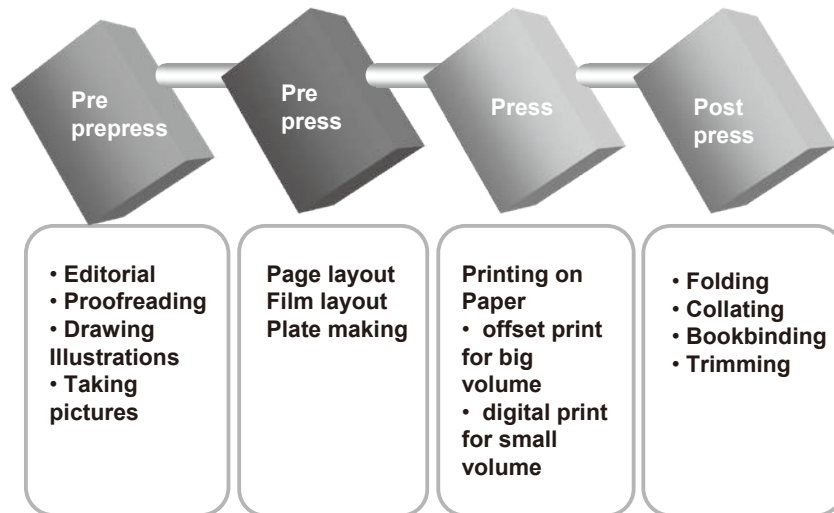 Pre
prepress
Pre
press
Press
Post
press
• Editorial
• Proofreading
• Drawing
Illustrations
• Taking
pictures
Page layout
Film layout
Plate making
Printing on
Paper
• offset print
for big
volume
• digital print
for small
volume
• Folding
• Collating
• Bookbinding
• Trimming